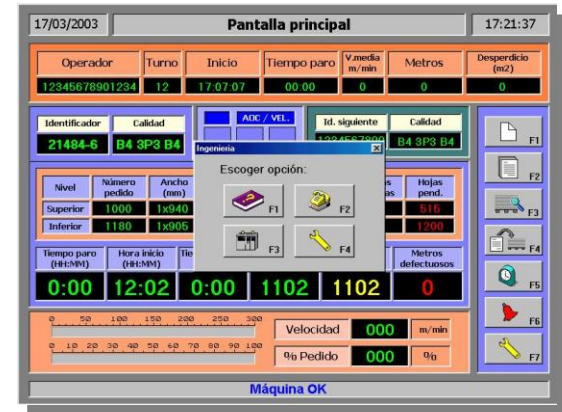 17/03/2003 Pantalla principal 17:21:37
Operador Turno Inicio Tiempo paro V.media m/min Metros Desperdicio (m2)
12345678901234 12 17:07:07 00:00 0 0 0
Identificador Calidad AOC / VEL. Id. siguiente Calidad
21484-6 B4 3P3 B4 B4 3P3 B4
F1
Ingenieria
Escoger opción:
F1 F2
F3 F4
Nivel Número pedido Ancho (mm) Hojas pend.
Superior 1000 1x940 516
Inferior 1180 1x905 1200
F2
F3
Tiempo paro (HH:MM) Hora inicio (HH:MM) Metros defectuosos
0:00 12:02 0:00 1102 1102 0
F4
F5
0 50 100 150 200 250 300
Velocidad 000 m/min
F6
0 10 20 30 40 50 60 70 80 90 100
% Pedido 000 %
F7
Máquina OK